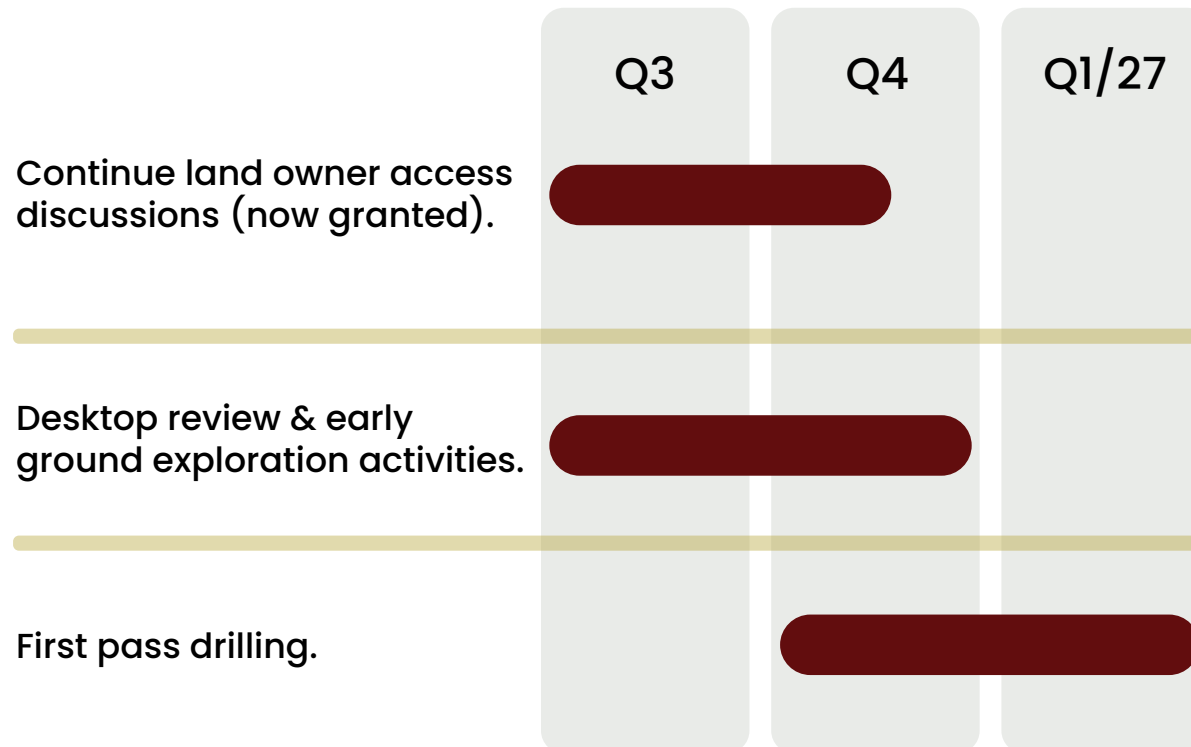 Q3 Q4 Q1/27
Continue land owner access
discussions (now granted).
Desktop review & early
ground exploration activities.
First pass drilling.